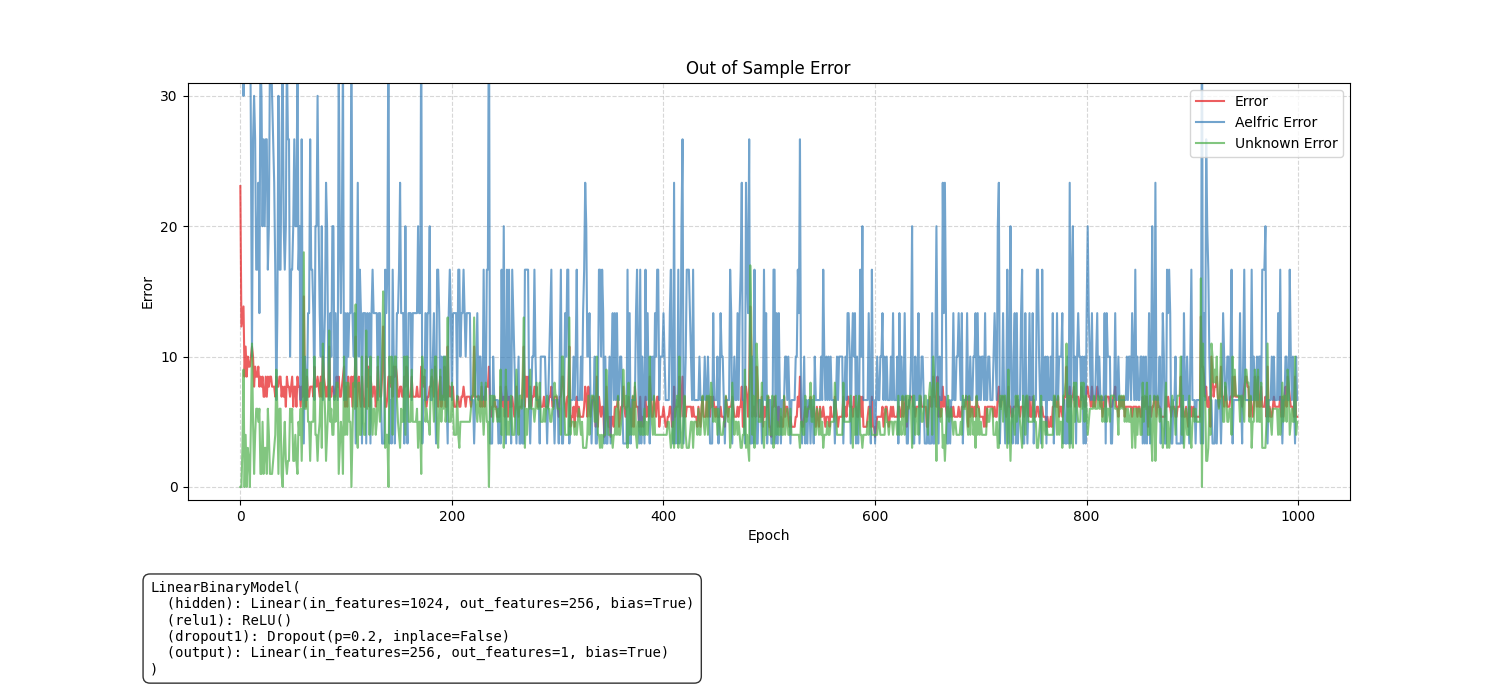 Out of Sample Error
Error
Aelfric Error
Unknown Error
30
20
10
0
Error
0
200
400
600
800
1000
Epoch
LinearBinaryModel(
  (hidden): Linear(in_features=1024, out_features=256, bias=True)
  (relu1): ReLU()
  (dropout1): Dropout(p=0.2, inplace=False)
  (output): Linear(in_features=256, out_features=1, bias=True)
)